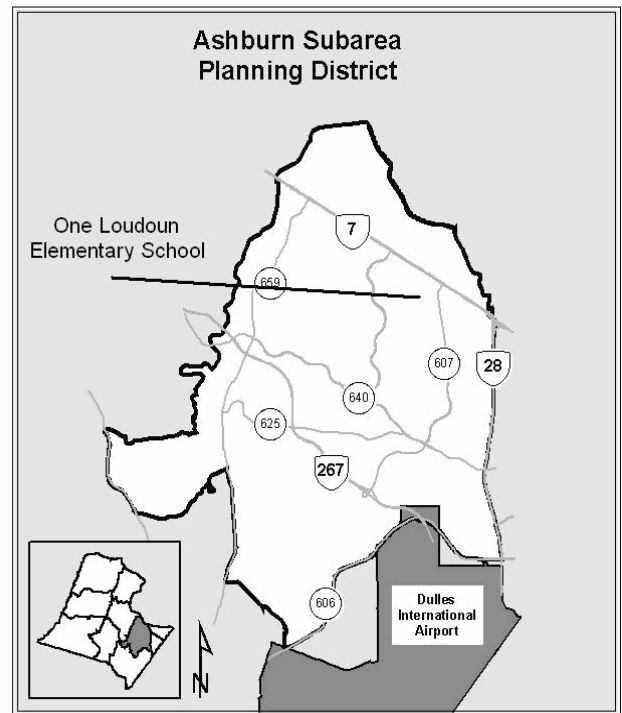 Ashburn Subarea
Planning District
One Loudoun
Elementary School
7
659
607
28
640
625
267
606
Dulles
International
Airport
N